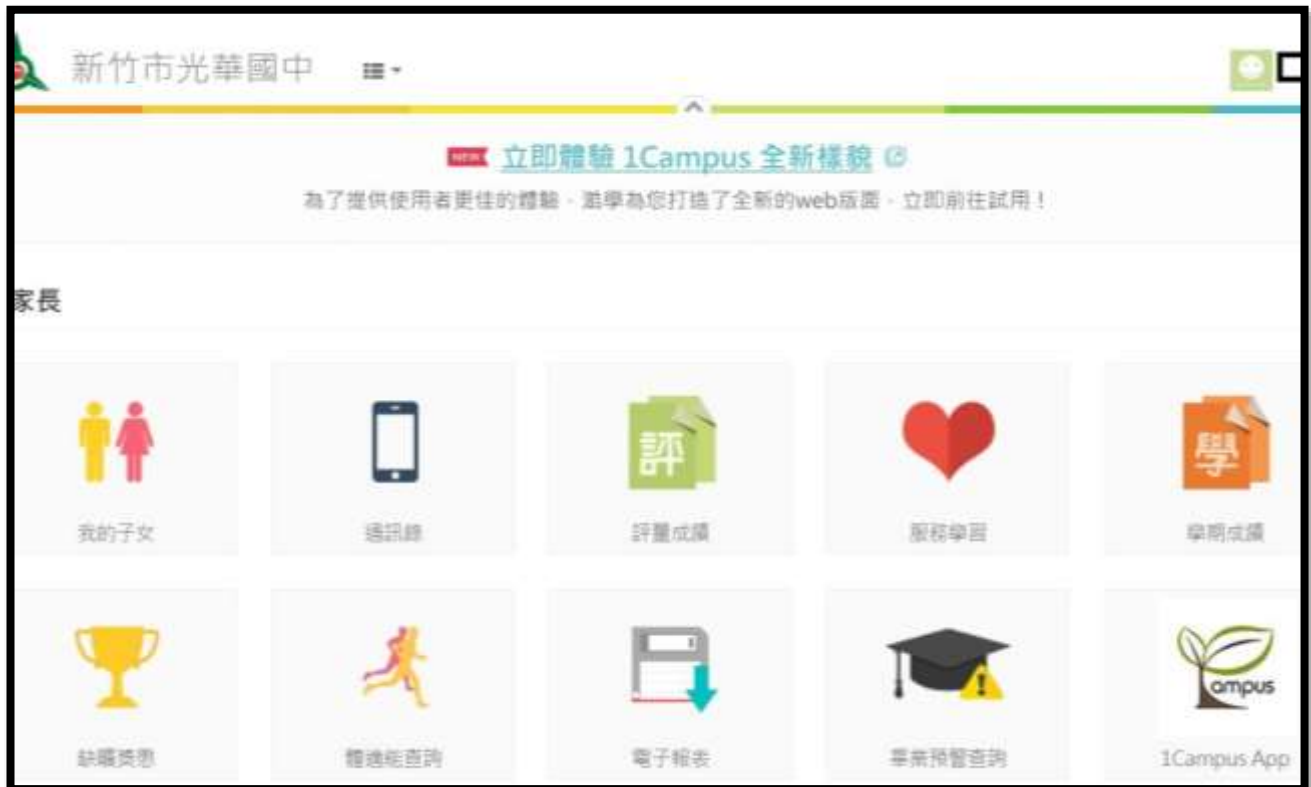 新竹市光華國中
NEW 立即體驗 1Campus 全新樣貌
為了提供使用者更佳的體驗，澔學為您打造了全新的web版面，立即前往試用！
家長
評
學
我的子女
通訊錄
評量成績
服務學習
學期成績
ampus
缺曠獎懲
體適能查詢
電子報表
畢業預警查詢
1Campus App